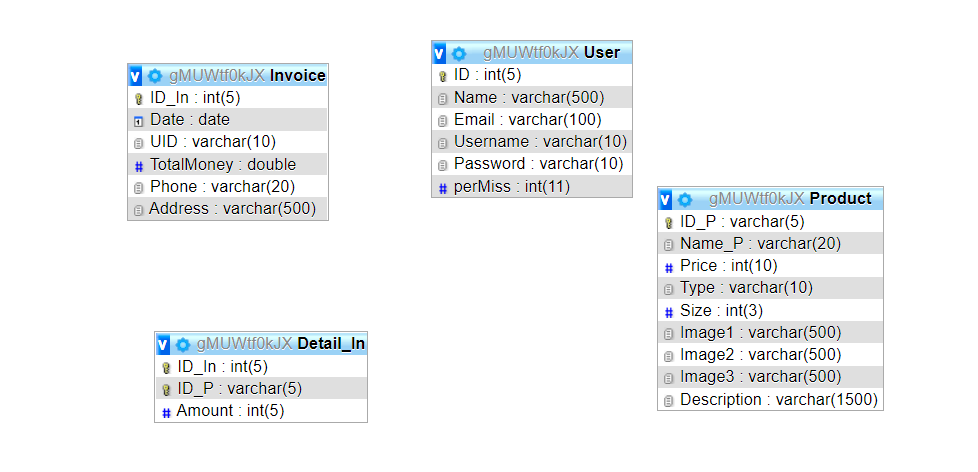 gMUWtf0kJX Invoice
ID_In : int(5)
Date : date
UID : varchar(10)
TotalMoney : double
Phone : varchar(20)
Address : varchar(500)
gMUWtf0kJX User
ID : int(5)
Name : varchar(500)
Email : varchar(100)
Username : varchar(10)
Password : varchar(10)
perMiss : int(11)
gMUWtf0kJX Product
ID_P : varchar(5)
Name_P : varchar(20)
Price : int(10)
Type : varchar(10)
Size : int(3)
Image1 : varchar(500)
Image2 : varchar(500)
Image3 : varchar(500)
Description : varchar(1500)
gMUWtf0kJX Detail_In
ID_In : int(5)
ID_P : varchar(5)
Amount : int(5)